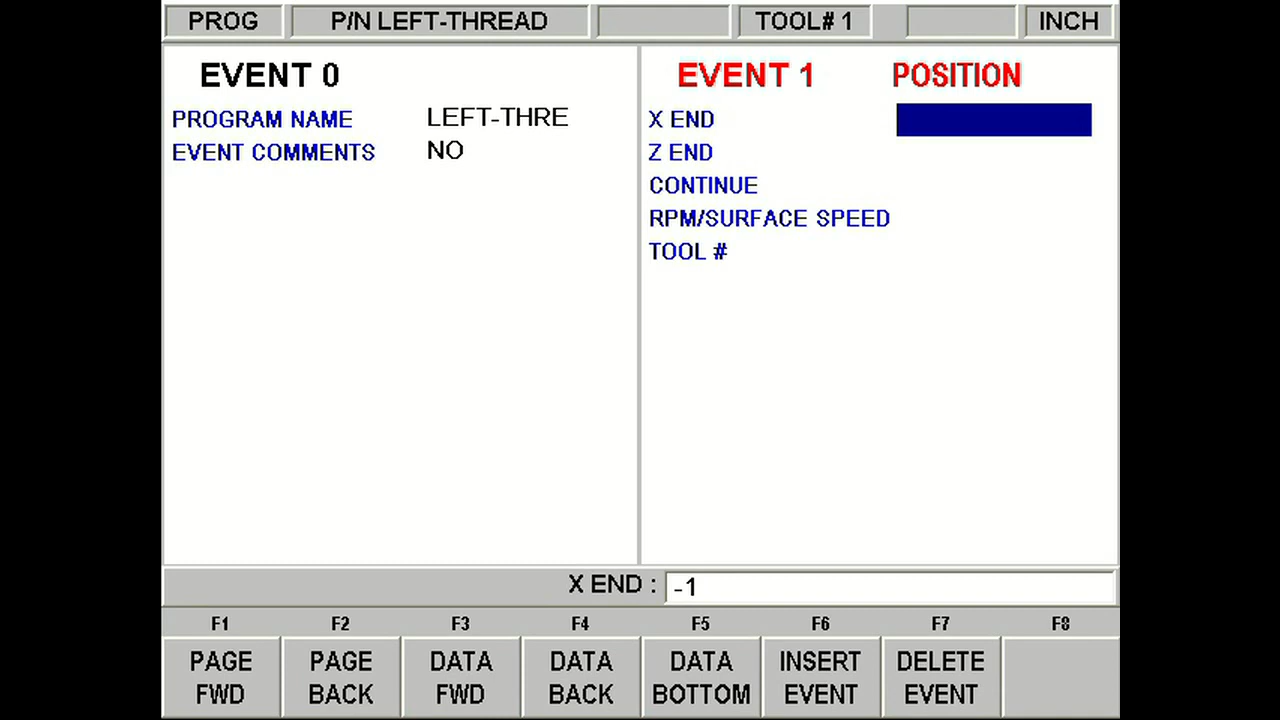 PROG P/N LEFT-THREAD TOOL# 1 INCH
EVENT 0
PROGRAM NAME LEFT-THRE
EVENT COMMENTS NO
EVENT 1 POSITION
X END
Z END
CONTINUE
RPM/SURFACE SPEED
TOOL #
X END : -1
F1 F2 F3 F4 F5 F6 F7 F8
PAGE FWD
PAGE BACK
DATA FWD
DATA BACK
DATA BOTTOM
INSERT EVENT
DELETE EVENT